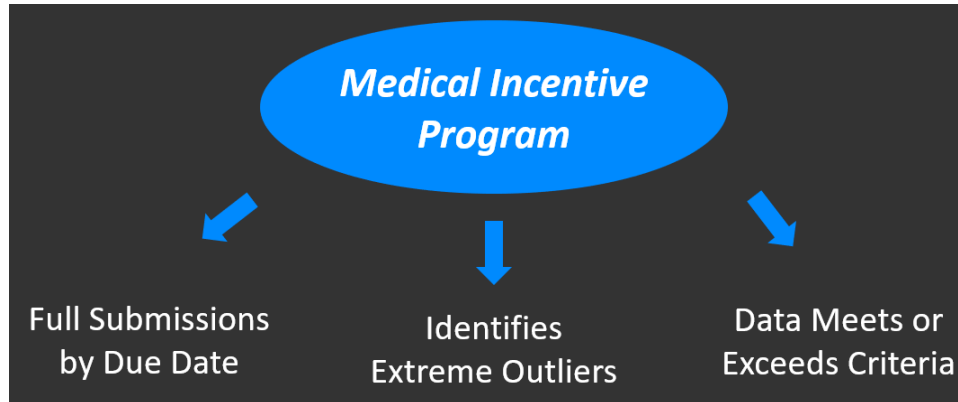 Medical Incentive
Program
Full Submissions
by Due Date
Identifies
Extreme Outliers
Data Meets or
Exceeds Criteria